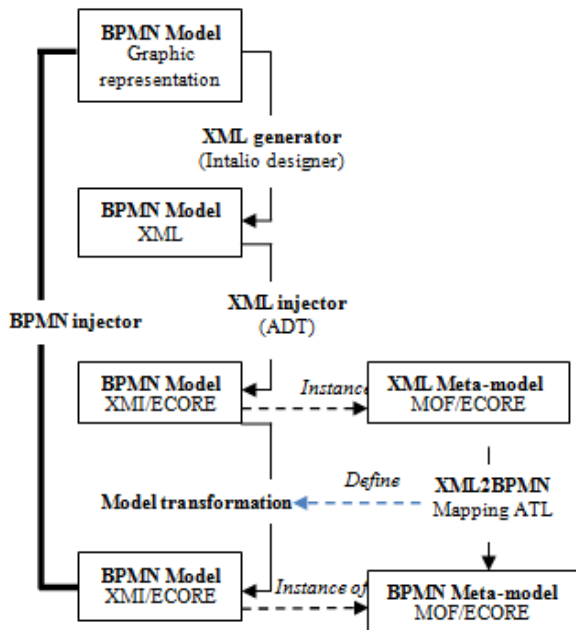 BPMN Model
Graphic
representation
XML generator
(Intalio designer)
BPMN Model
XML
XML injector
(ADT)
BPMN injector
BPMN Model
XMI/ECORE
Instance
XML Meta-model
MOF/ECORE
Define
XML2BPMN
Mapping ATL
Model transformation
BPMN Model
XMI/ECORE
Instance of
BPMN Meta-model
MOF/ECORE